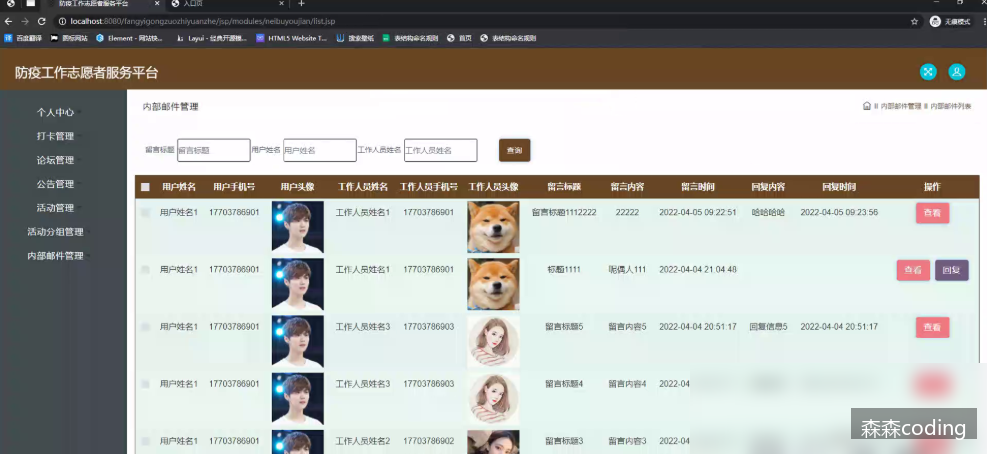 防疫工作志愿者服务平台
入口页
localhost:8080/fangyigongzuozhiyuanzhe/jsp/modules/neibuyoujian/list.jsp
无痕模式
百度翻译 图标网站 Element - 网站快... Layui - 经典开源模... HTML5 Website T... 搜索壁纸 表结构命名规则 首页 表结构命名规则
防疫工作志愿者服务平台
个人中心
打卡管理
论坛管理
公告管理
活动管理
活动分组管理
内部邮件管理
内部邮件管理
内部邮件管理 内部邮件列表
留言标题 留言标题 用户姓名 用户姓名 工作人员姓名 工作人员姓名 查询
用户姓名 用户手机号 用户头像 工作人员姓名 工作人员手机号 工作人员头像 留言标题 留言内容 留言时间 回复内容 回复时间 操作
用户姓名1 17703786901 工作人员姓名1 17703786901 留言标题1112222 22222 2022-04-05 09:22:51 哈哈哈哈 2022-04-05 09:23:56 查看
用户姓名1 17703786901 工作人员姓名1 17703786901 标题1111 呢偶人111 2022-04-04 21:04:48 查看 回复
用户姓名1 17703786901 工作人员姓名3 17703786903 留言标题5 留言内容5 2022-04-04 20:51:17 回复信息5 2022-04-04 20:51:17 查看
用户姓名1 17703786901 工作人员姓名3 17703786903 留言标题4 留言内容4 2022-04
用户姓名1 17703786901 工作人员姓名2 17703786902 留言标题3 留言内容3 2022-04
森森coding